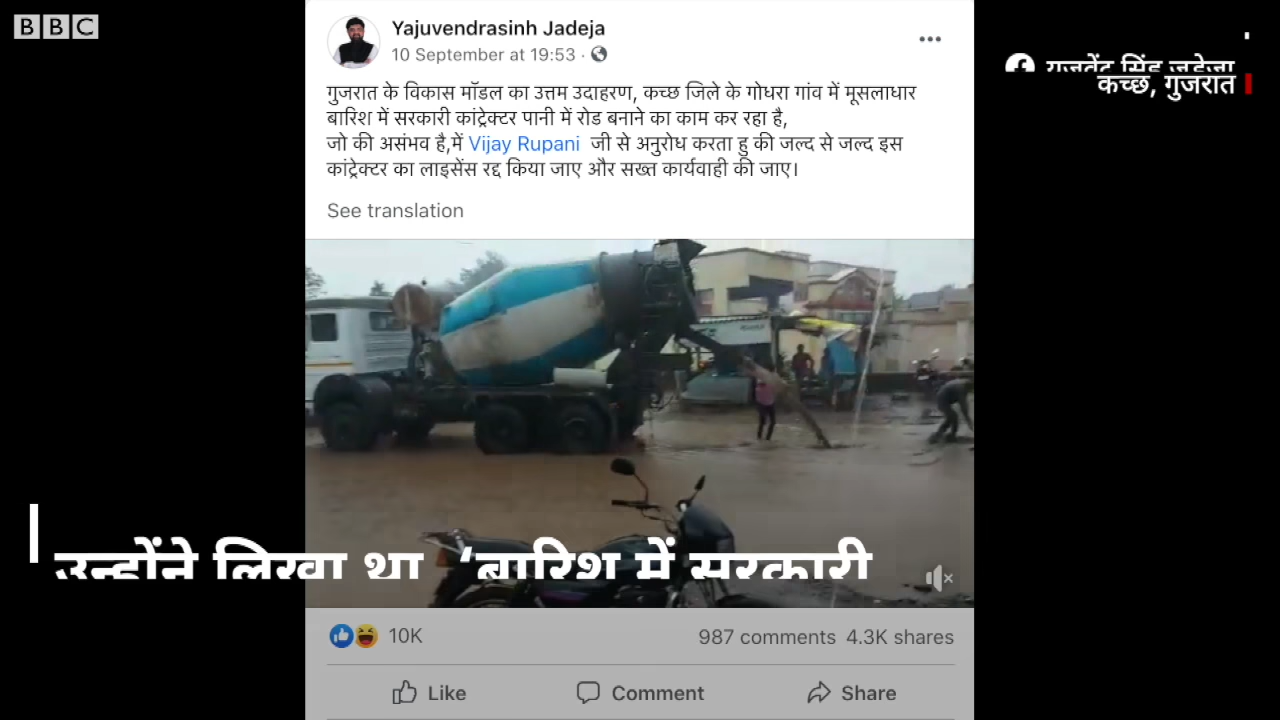 BBC
Yajuvendrasinh Jadeja
10 September at 19:53 ·
गुजरात के विकास मॉडल का उत्तम उदाहरण, कच्छ जिले के गोधरा गांव में मूसलाधार
बारिश में सरकारी कांट्रेक्टर पानी में रोड बनाने का काम कर रहा है,
जो की असंभव है,में Vijay Rupani जी से अनुरोध करता हु की जल्द से जल्द इस
कांट्रेक्टर का लाइसेंस रद्द किया जाए और सख्त कार्यवाही की जाए।
See translation
कच्छ, गुजरात
उन्होंने लिखा था, ‘बारिश में सरकारी
10K
987 comments 4.3K shares
Like
Comment
Share